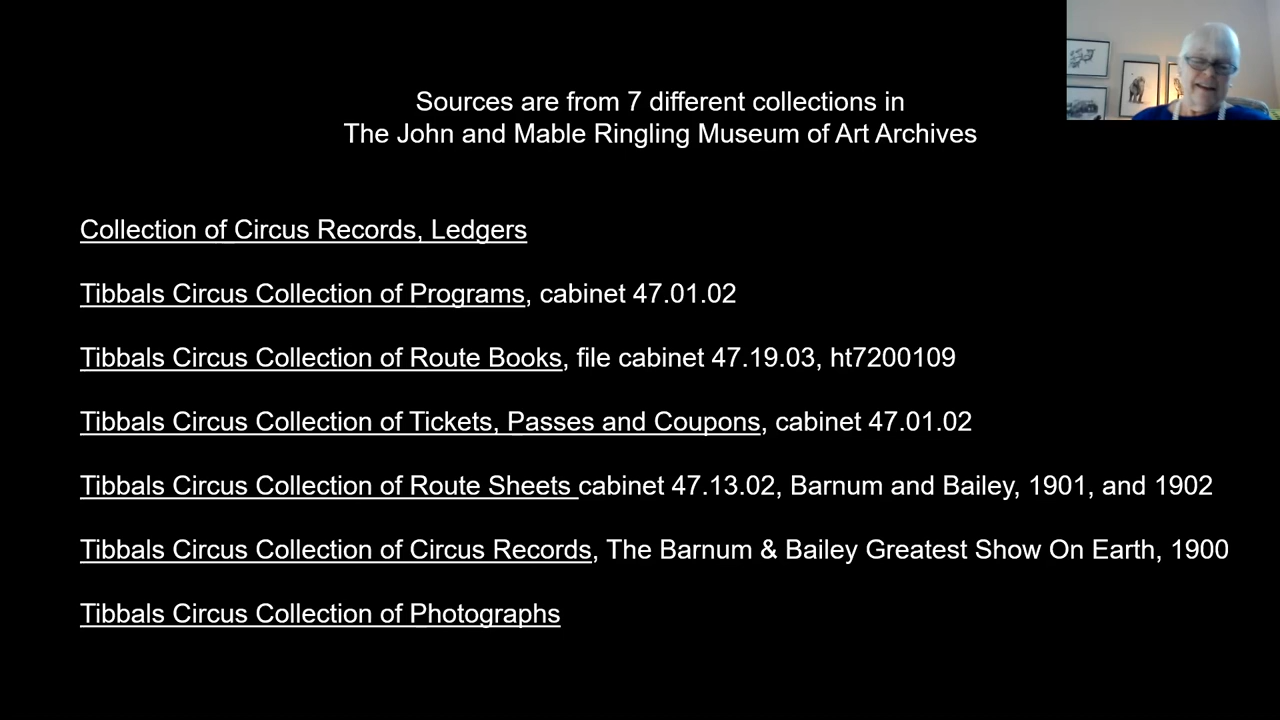 Sources are from 7 different collections in
The John and Mable Ringling Museum of Art Archives
Collection of Circus Records, Ledgers
Tibbals Circus Collection of Programs, cabinet 47.01.02
Tibbals Circus Collection of Route Books, file cabinet 47.19.03, ht7200109
Tibbals Circus Collection of Tickets, Passes and Coupons, cabinet 47.01.02
Tibbals Circus Collection of Route Sheets cabinet 47.13.02, Barnum and Bailey, 1901, and 1902
Tibbals Circus Collection of Circus Records, The Barnum & Bailey Greatest Show On Earth, 1900
Tibbals Circus Collection of Photographs